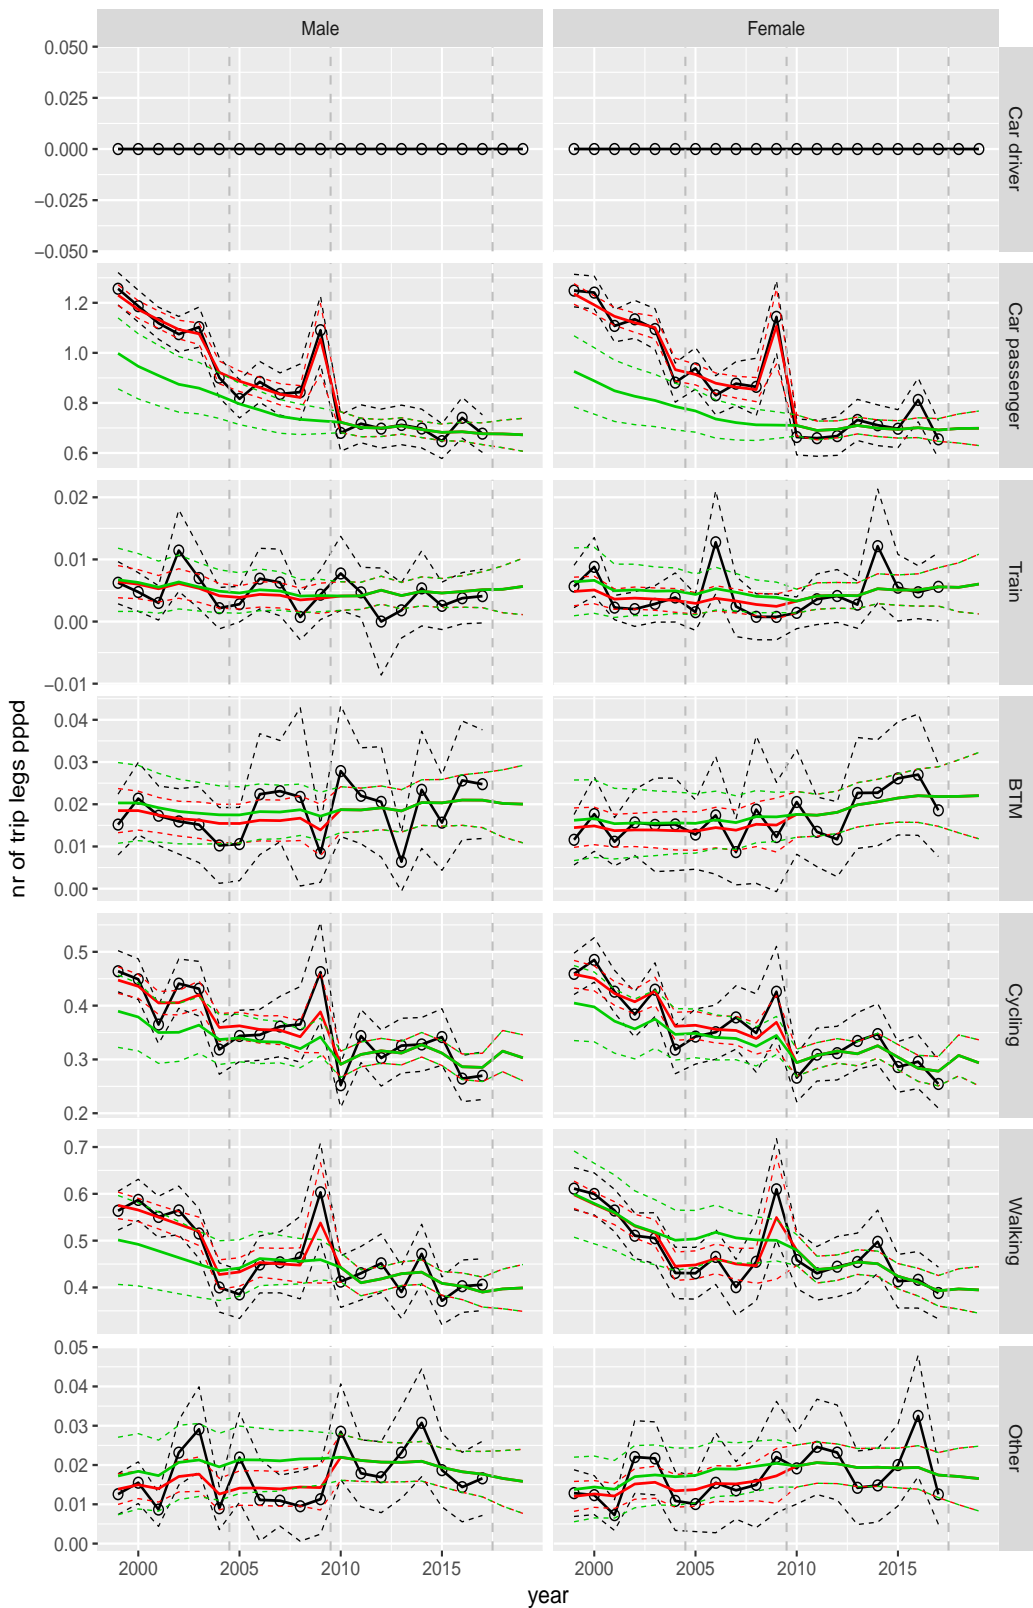 Male Female
0.050
0.025
0.000
−0.025
−0.050
Car driver
1.2
1.0
0.8
0.6
Car passenger
0.02
0.01
0.00
−0.01
Train
0.04
0.03
0.02
0.01
0.00
BTM
0.5
0.4
0.3
0.2
Cycling
0.7
0.6
0.5
0.4
Walking
0.05
0.04
0.03
0.02
0.01
0.00
Other
nr of trip legs pppd
2000 2005 2010 2015 2000 2005 2010 2015
year